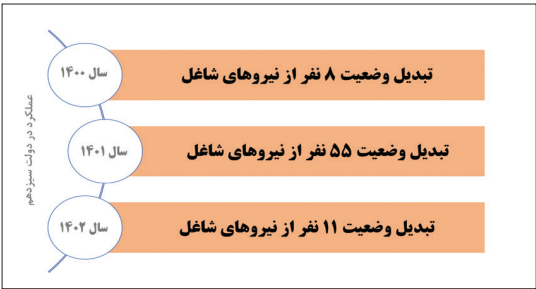 سال ۱۴۰۰
تبدیل وضعیت ۸ نفر از نیروهای شاغل
سال ۱۴۰۱
تبدیل وضعیت ۵۵ نفر از نیروهای شاغل
سال ۱۴۰۲
تبدیل وضعیت ۱۱ نفر از نیروهای شاغل
عملکرد در دولت سیزدهم